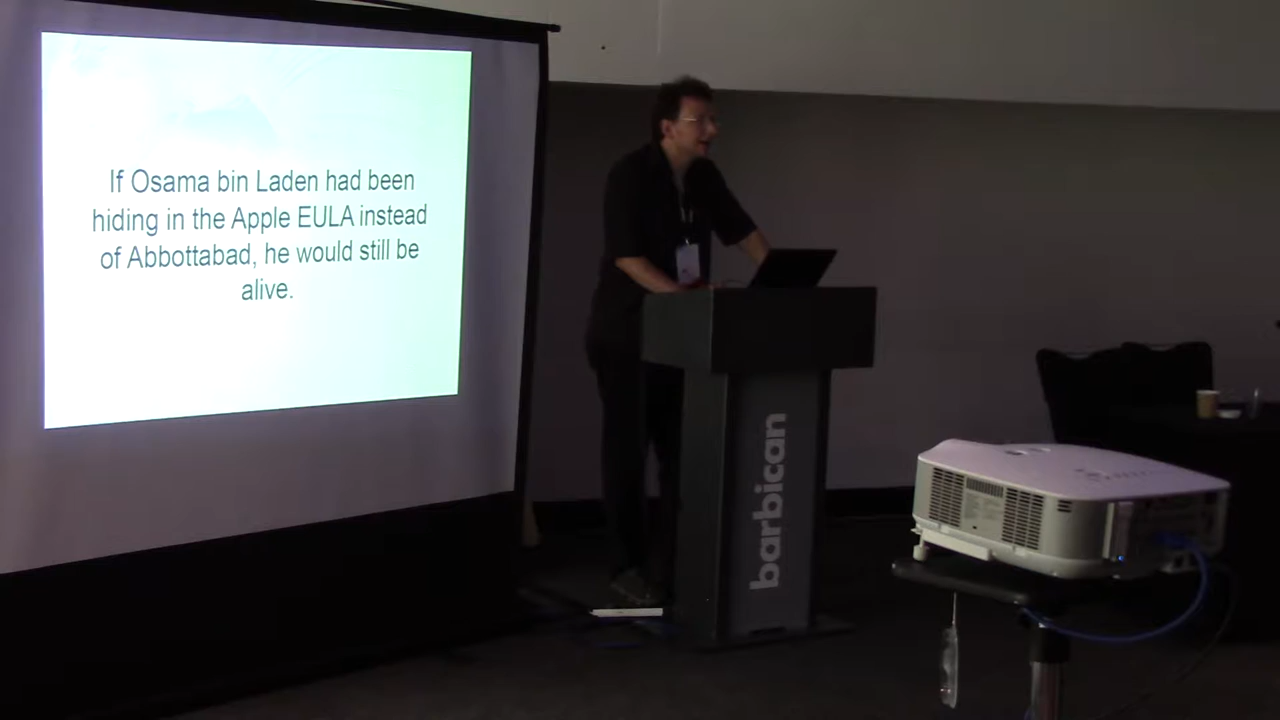 If Osama bin Laden had been
hiding in the Apple EULA instead
of Abbottabad, he would still be
alive.
barbican